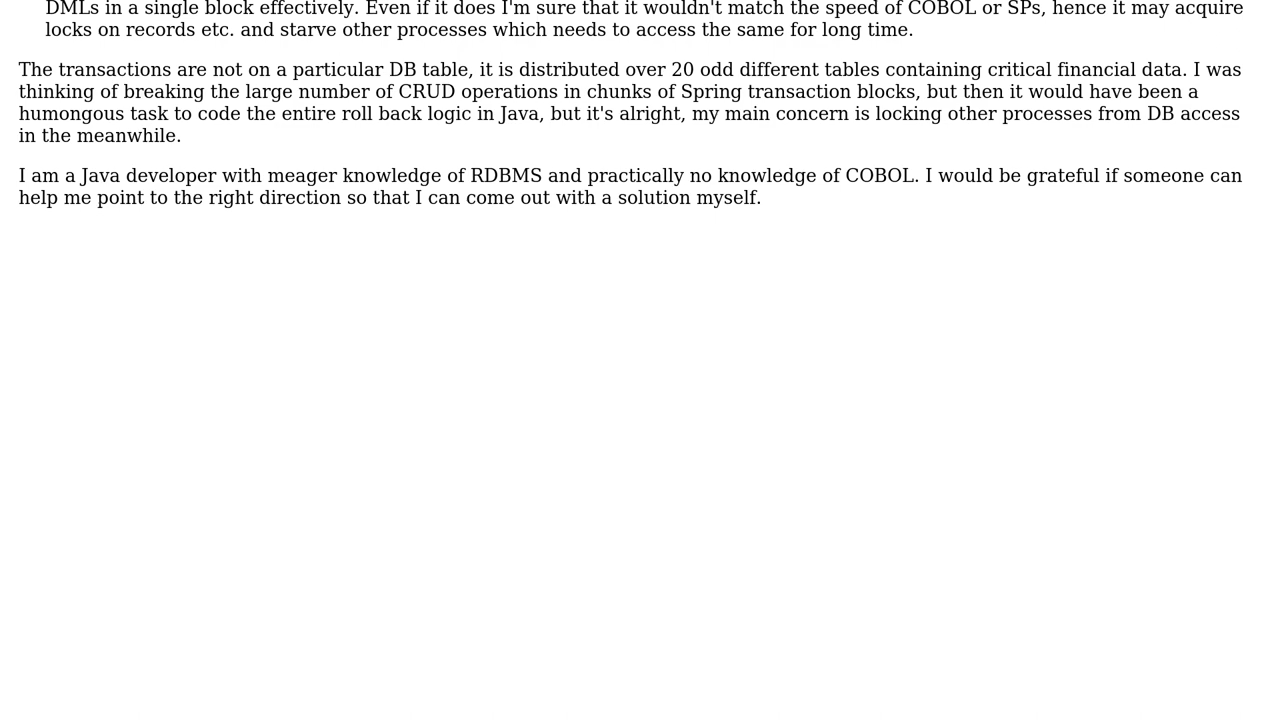 DMLs in a single block effectively. Even if it does I'm sure that it wouldn't match the speed of COBOL or SPs, hence it may acquire
locks on records etc. and starve other processes which needs to access the same for long time.
The transactions are not on a particular DB table, it is distributed over 20 odd different tables containing critical financial data. I was
thinking of breaking the large number of CRUD operations in chunks of Spring transaction blocks, but then it would have been a
humongous task to code the entire roll back logic in Java, but it's alright, my main concern is locking other processes from DB access
in the meanwhile.
I am a Java developer with meager knowledge of RDBMS and practically no knowledge of COBOL. I would be grateful if someone can
help me point to the right direction so that I can come out with a solution myself.